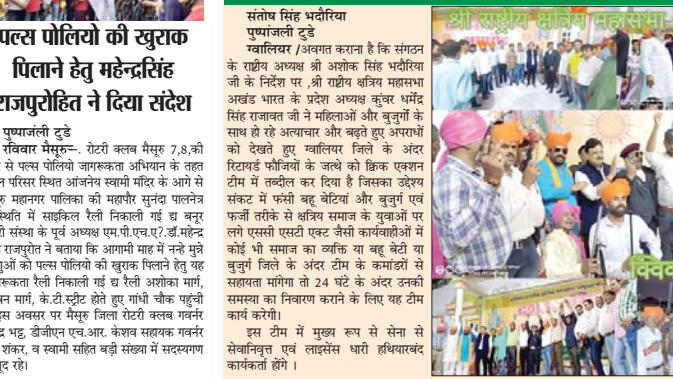 पल्स पोलियो की खुराक
पिलाने हेतु महेन्द्रसिंह
राजपुरोहित ने दिया संदेश
पुष्पाजंली टुडे
रविवार मैसूरु-. रोटरी क्लब मैसूरु 7,8,की
से पल्स पोलियो जागरूकता अभियान के तहत
परिसर स्थित आंजनेय स्वामी मंदिर के आगे से
महानगर पालिका की महापौर सुनंदा पालनेत्र
स्थिति में साइकिल रैली निकाली गई द्य बनूर
संस्था के पूर्व अध्यक्ष एम.पी.एच.ए?.डॉ.महेन्द्र
राजपुरोत ने बताया कि आगामी माह में नन्हे मुन्ने
ओं को पल्स पोलियो की खुराक पिलाने हेतु यह
रूकता रैली निकाली गई द्य रैली अशोका मार्ग,
मार्ग, के.टी.स्ट्रीट होते हुए गांधी चौक पहुंची
इस अवसर पर मैसूरु जिला रोटरी क्लब गवर्नर
भट्ट, डीजीएन एच.आर. केशव सहायक गवर्नर
शंकर, व स्वामी सहित बड़ी संख्या में सदस्यगण
रहे।
संतोष सिंह भदौरिया
पुष्पांजली टुडे
ग्वालियर /अवगत कराना है कि संगठन
के राष्ट्रीय अध्यक्ष श्री अशोक सिंह भदौरिया
जी के निर्देश पर ,श्री राष्ट्रीय क्षत्रिय महासभा
अखंड भारत के प्रदेश अध्यक्ष कुंवर धर्मेंद्र
सिंह राजावत जी ने महिलाओं और बुजुर्गों के
साथ हो रहे अत्याचार और बढ़ते हुए अपराधों
को देखते हुए ग्वालियर जिले के अंदर
रिटायर्ड फौजियों के जत्थे को क्विक एक्शन
टीम में तब्दील कर दिया है जिसका उद्देश्य
संकट में फंसी बहू बेटियां और बुजुर्ग एवं
फर्जी तरीके से क्षत्रिय समाज के युवाओं पर
लगे एससी एसटी एक्ट जैसी कार्यवाहीओं में
कोई भी समाज का व्यक्ति या बहू बेटी या
बुजुर्ग जिले के अंदर टीम के कमांडरों से
सहायता मांगेगा तो 24 घंटे के अंदर उनकी
समस्या का निवारण कराने के लिए यह टीम
कार्य करेगी।
इस टीम में मुख्य रूप से सेना से
सेवानिवृत्त एवं लाइसेंस धारी हथियारबंद
कार्यकर्ता होंगे ।
श्री राष्ट्रीय क्षत्रिय महासभा
क्विक